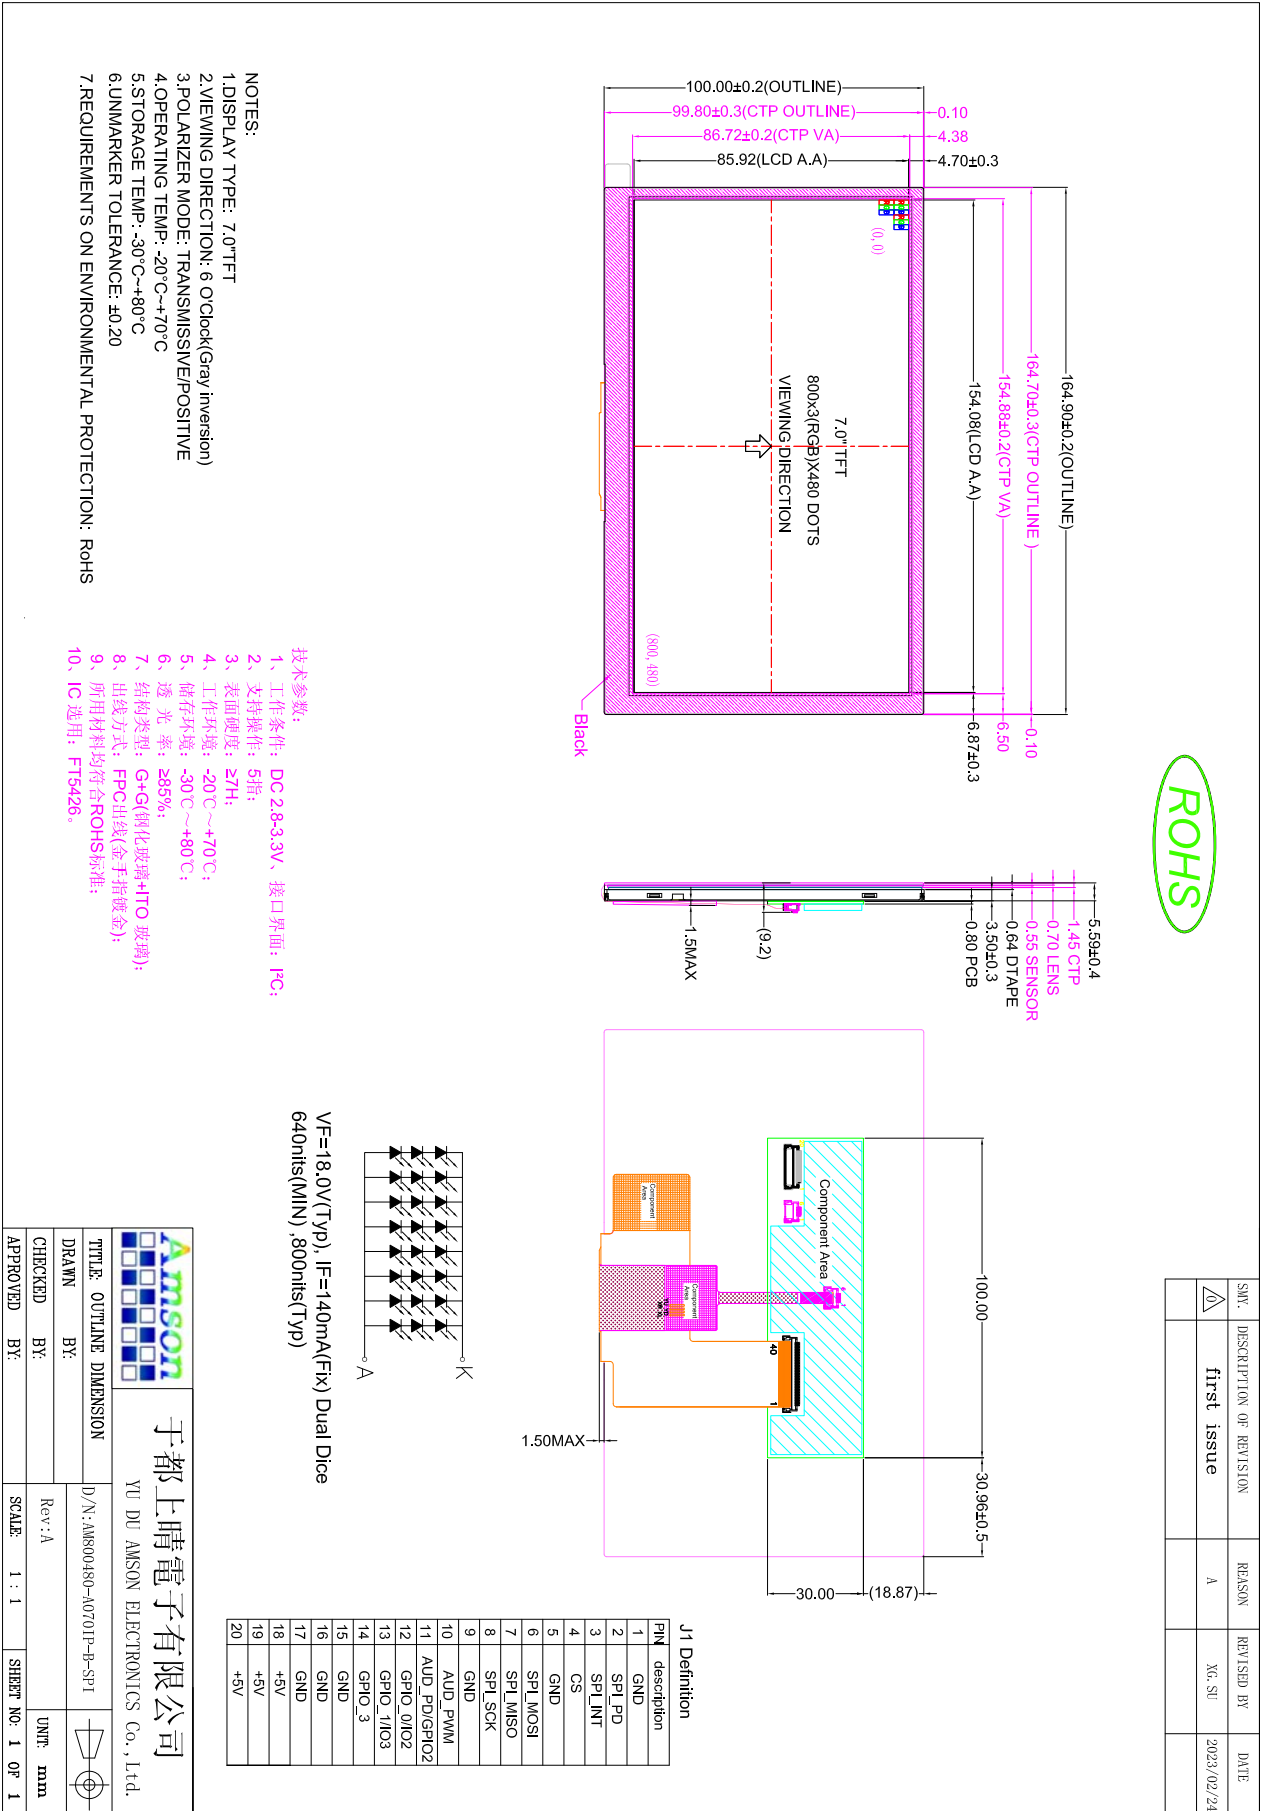 SMY. DESCRIPTION OF REVISION REASON REVISED BY DATE
0 first issue A XG.SU 2023/02/24
ROHS
164.90±0.2(OUTLINE)
164.70±0.3(CTP OUTLINE )
0.10
154.88±0.2(CTP VA)
6.50
154.08(LCD A.A)
6.87±0.3
100.00±0.2(OUTLINE)
99.80±0.3(CTP OUTLINE)
0.10
86.72±0.2(CTP VA)
4.38
85.92(LCD A.A)
4.70±0.3
(0,0)
7.0" TFT
800x3(RGB)X480 DOTS
VIEWING DIRECTION
(800,480)
Black
5.59±0.4
1.45 CTP
0.70 LENS
0.55 SENSOR
0.64 DTAPE
3.50±0.3
0.80 PCB
(9.2)
1.5MAX
100.00
30.96±0.5
(18.87)
30.00
Component Area
Component
Area
Component
Area
40
1
1.50MAX
NOTES:
1.DISPLAY TYPE: 7.0"TFT
2.VIEWING DIRECTION: 6 O'Clock(Gray inversion)
3.POLARIZER MODE: TRANSMISSIVE/POSITIVE
4.OPERATING TEMP: -20°C~+70°C
5.STORAGE TEMP: -30°C~+80°C
6.UNMARKER TOLERANCE: ±0.20
7.REQUIREMENTS ON ENVIRONMENTAL PROTECTION: RoHS
技术参数:
1、工作条件: DC 2.8-3.3V、接口界面: I²C;
2、支持操作: 5指;
3、表面硬度: ≥7H;
4、工作环境: -20℃~+70℃;
5、储存环境: -30℃~+80℃;
6、透 光 率: ≥85%;
7、结构类型: G+G(钢化玻璃+ITO 玻璃);
8、出线方式: FPC出线(金手指镀金);
9、所用材料均符合ROHS标准;
10、IC 选用: FT5426。
K
A
VF=18.0V(Typ), IF=140mA(Fix) Dual Dice
640nits(MIN) ,800nits(Typ)
J1 Definition
PIN description
1 GND
2 SPI_PD
3 SPI_INT
4 CS
5 GND
6 SPI_MOSI
7 SPI_MISO
8 SPI_SCK
9 GND
10 AUD_PWM
11 AUD_PD/GPIO2
12 GPIO_0/IO2
13 GPIO_1/IO3
14 GPIO_3
15 GND
16 GND
17 GND
18 +5V
19 +5V
20 +5V
Amson
于都上晴電子有限公司
YU DU AMSON ELECTRONICS Co.,Ltd.
TITLE: OUTLINE DIMENSION
D/N:AM800480-A070TP-B-SPI
DRAWN BY:
CHECKED BY:
Rev:A
UNIT: mm
APPROVED BY:
SCALE: 1 : 1
SHEET NO: 1 OF 1